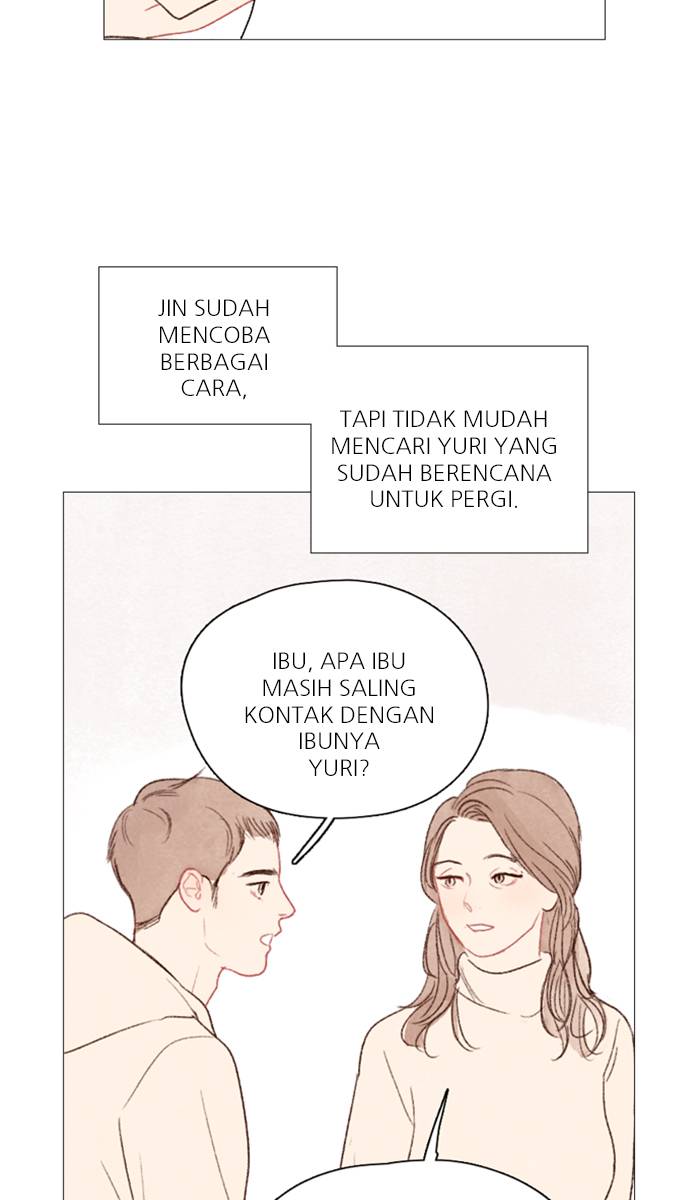 JIN SUDAH
MENCOBA
BERBAGAI
CARA,
TAPI TIDAK MUDAH
MENCARI YURI YANG
SUDAH BERENCANA
UNTUK PERGI.
IBU, APA IBU
MASIH SALING
KONTAK DENGAN
IBUNYA
YURI?